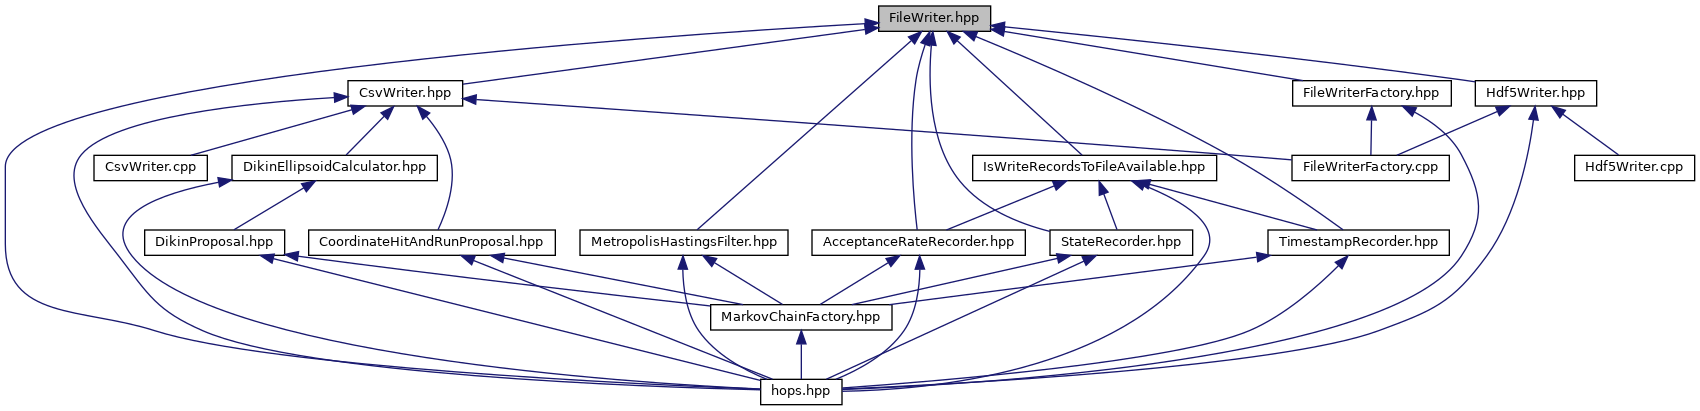 FileWriter.hpp
CsvWriter.hpp
FileWriterFactory.hpp
Hdf5Writer.hpp
CsvWriter.cpp
DikinEllipsoidCalculator.hpp
IsWriteRecordsToFileAvailable.hpp
FileWriterFactory.cpp
Hdf5Writer.cpp
DikinProposal.hpp
CoordinateHitAndRunProposal.hpp
MetropolisHastingsFilter.hpp
AcceptanceRateRecorder.hpp
StateRecorder.hpp
TimestampRecorder.hpp
MarkovChainFactory.hpp
hops.hpp